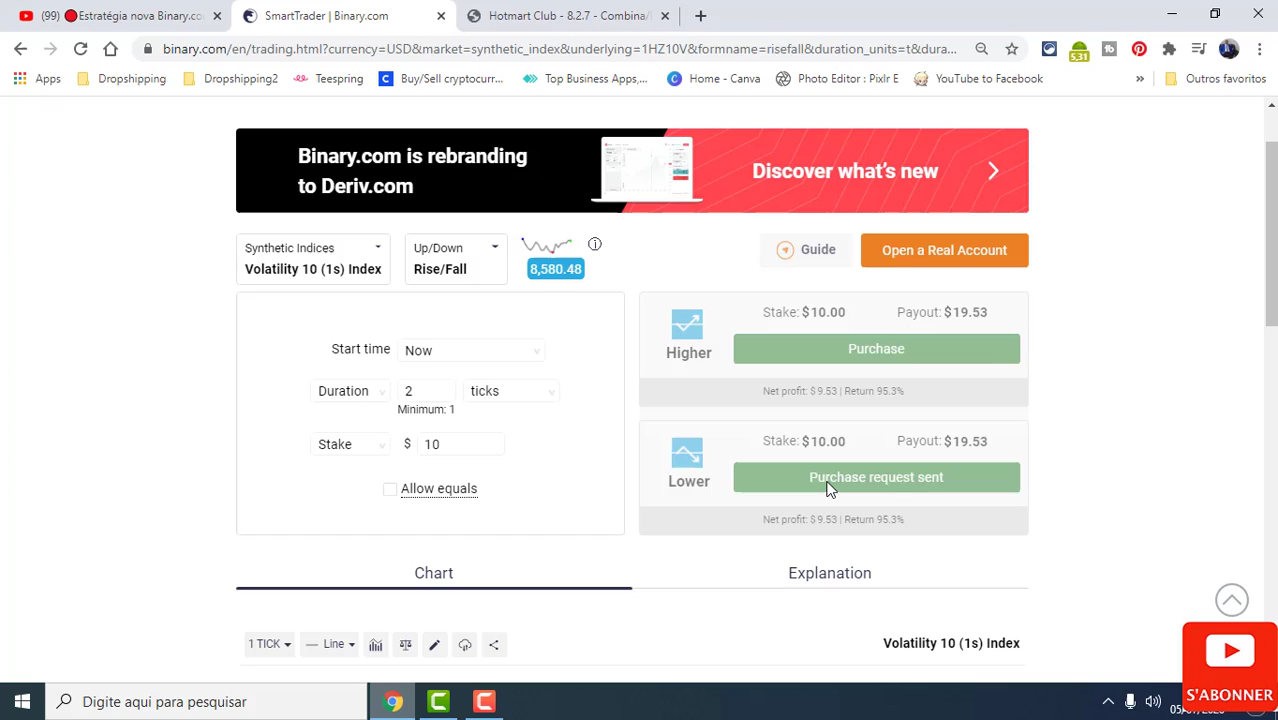 (99) 🔴Estratégia nova Binary.co
SmartTrader | Binary.com
Hotmart Club - 8.2.7 - Combina/
binary.com/en/trading.html?currency=USD&market=synthetic_index&underlying=1HZ10V&formname=risefall&duration_units=t&dura...
5,31
Apps
Dropshipping
Dropshipping2
Teespring
Buy/Sell cryptocur...
Top Business Apps,...
Home - Canva
Photo Editor : Pixlr E
YouTube to Facebook
»
Outros favoritos
Binary.com is rebranding
to Deriv.com
Discover what's new
Synthetic Indices
Volatility 10 (1s) Index
Up/Down
Rise/Fall
8,580.48
Guide
Open a Real Account
Start time
Now
Duration
2
ticks
Minimum: 1
Stake
$
10
Allow equals
Higher
Stake: $10.00
Payout: $19.53
Purchase
Net profit: $ 9.53 | Return 95.3%
Lower
Stake: $10.00
Payout: $19.53
Purchase request sent
Net profit: $ 9.53 | Return 95.3%
Chart
Explanation
1 TICK
Line
Volatility 10 (1s) Index
S'ABONNER
Digite aqui para pesquisar